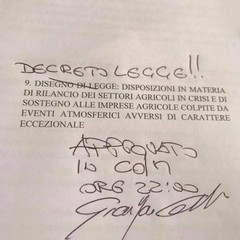 DECRETO LEGGE!!
9. DISEGNO DI LEGGE: DISPOSIZIONI IN MATERIA
DI RILANCIO DEI SETTORI AGRICOLI IN CRISI E DI
SOSTEGNO ALLE IMPRESE AGRICOLE COLPITE DA
EVENTI ATMOSFERICI AVVERSI DI CARATTERE
ECCEZIONALE
APPROVATO
IN CDM
ORE 22:00